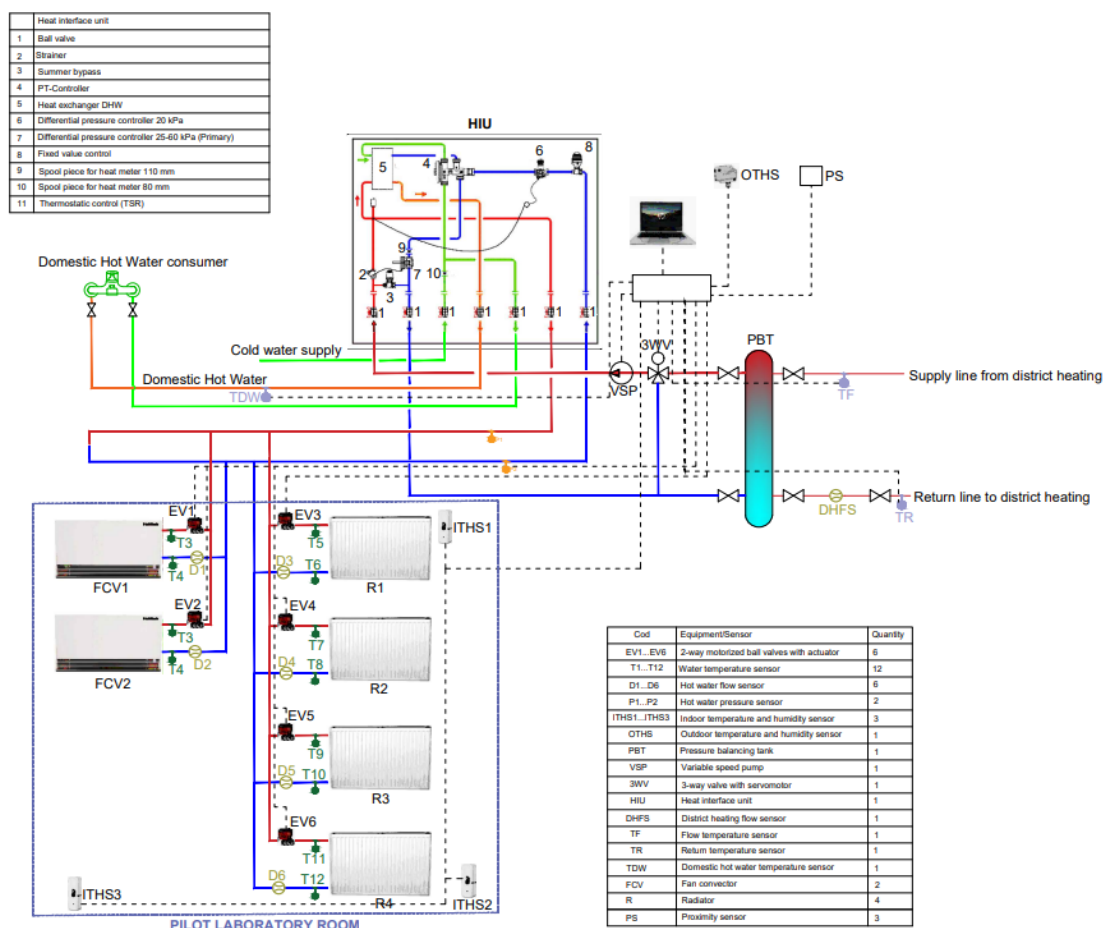 Heat interface unit
1 Ball valve
2 Strainer
3 Summer bypass
4 PT-Controller
5 Heat exchanger DHW
6 Differential pressure controller 20 kPa
7 Differential pressure controller 25-60 kPa (Primary)
8 Fixed value control
9 Spool piece for heat meter 110 mm
10 Spool piece for heat meter 80 mm
11 Thermostatic control (TSR)
HIU
5
4
6
8
9
2
7
10
3
1 1 1 1 1 1 1
OTHS
PS
Domestic Hot Water consumer
Cold water supply
Domestic Hot Water
TDW
VSP
3WV
PBT
TF
Supply line from district heating
DHFS
TR
Return line to district heating
EV1
T3
T4
D1
FCV1
EV2
T3
T4
D2
FCV2
EV3
T5
D3
T6
R1
EV4
T7
D4
T8
R2
EV5
T9
D5
T10
R3
EV6
T11
D6
T12
R4
ITHS1
ITHS2
ITHS3
PILOT LABORATORY ROOM
Cod Equipment/Sensor Quantity
EV1...EV6 2-way motorized ball valves with actuator 6
T1...T12 Water temperature sensor 12
D1...D6 Hot water flow sensor 6
P1...P2 Hot water pressure sensor 2
ITHS1...ITHS3 Indoor temperature and humidity sensor 3
OTHS Outdoor temperature and humidity sensor 1
PBT Pressure balancing tank 1
VSP Variable speed pump 1
3WV 3-way valve with servomotor 1
HIU Heat interface unit 1
DHFS District heating flow sensor 1
TF Flow temperature sensor 1
TR Return temperature sensor 1
TDW Domestic hot water temperature sensor 1
FCV Fan convector 2
R Radiator 4
PS Proximity sensor 3